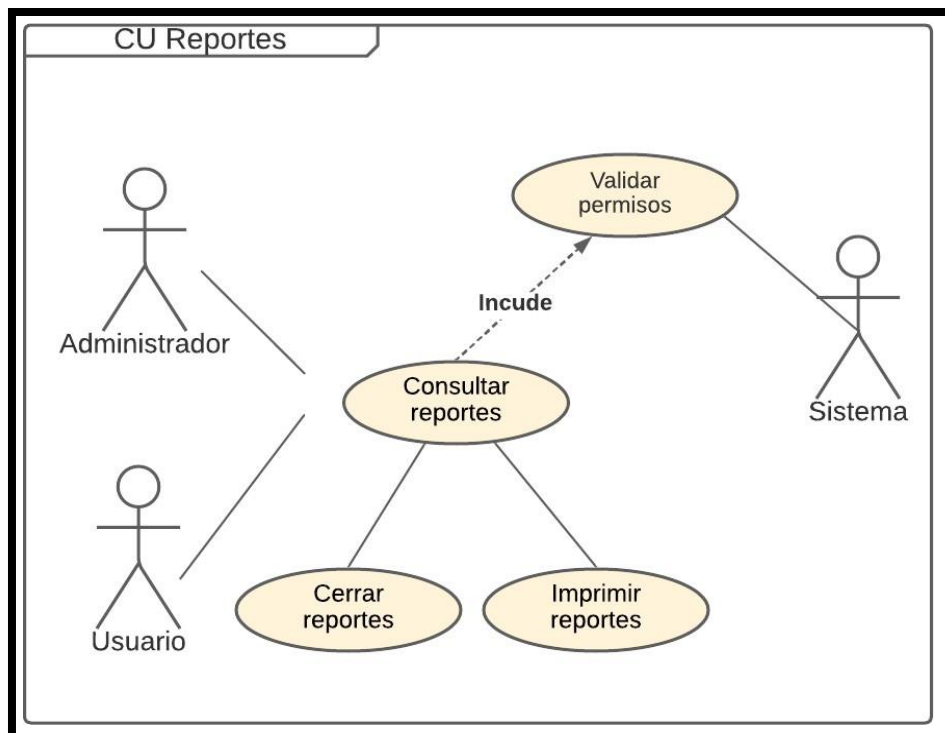 CU Reportes
Validar
permisos
Incude
Administrador
Consultar
reportes
Sistema
Usuario
Cerrar
reportes
Imprimir
reportes